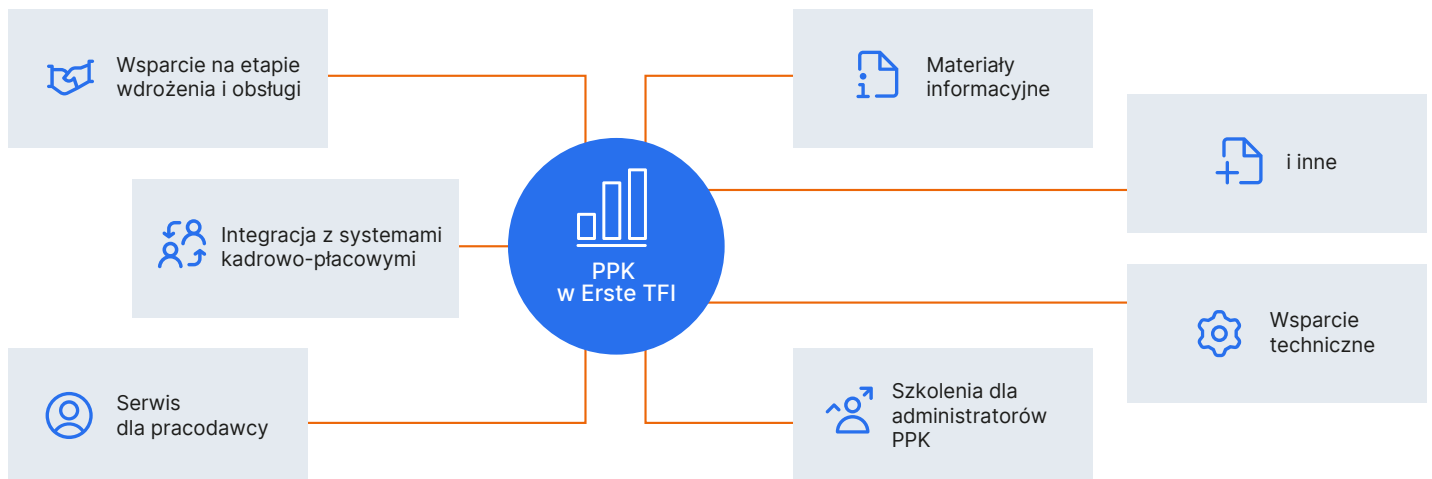 Wsparcie na etapie
wdrożenia i obsługi
Materiały
informacyjne
i inne
Integracja z systemami
kadrowo-płacowymi
PPK
w Erste TFI
Wsparcie
techniczne
Serwis
dla pracodawcy
Szkolenia dla
administratorów
PPK